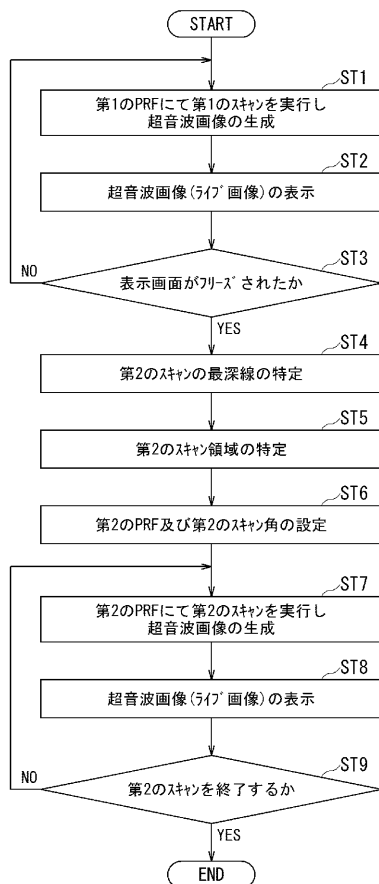 START
ST1
第1のPRFにて第1のスキャンを実行し
超音波画像の生成
ST2
超音波画像(ライブ画像)の表示
ST3
表示画面がフリーズされたか
NO
YES
ST4
第2のスキャンの最深線の特定
ST5
第2のスキャン領域の特定
ST6
第2のPRF及び第2のスキャン角の設定
ST7
第2のPRFにて第2のスキャンを実行し
超音波画像の生成
ST8
超音波画像(ライブ画像)の表示
ST9
第2のスキャンを終了するか
NO
YES
END